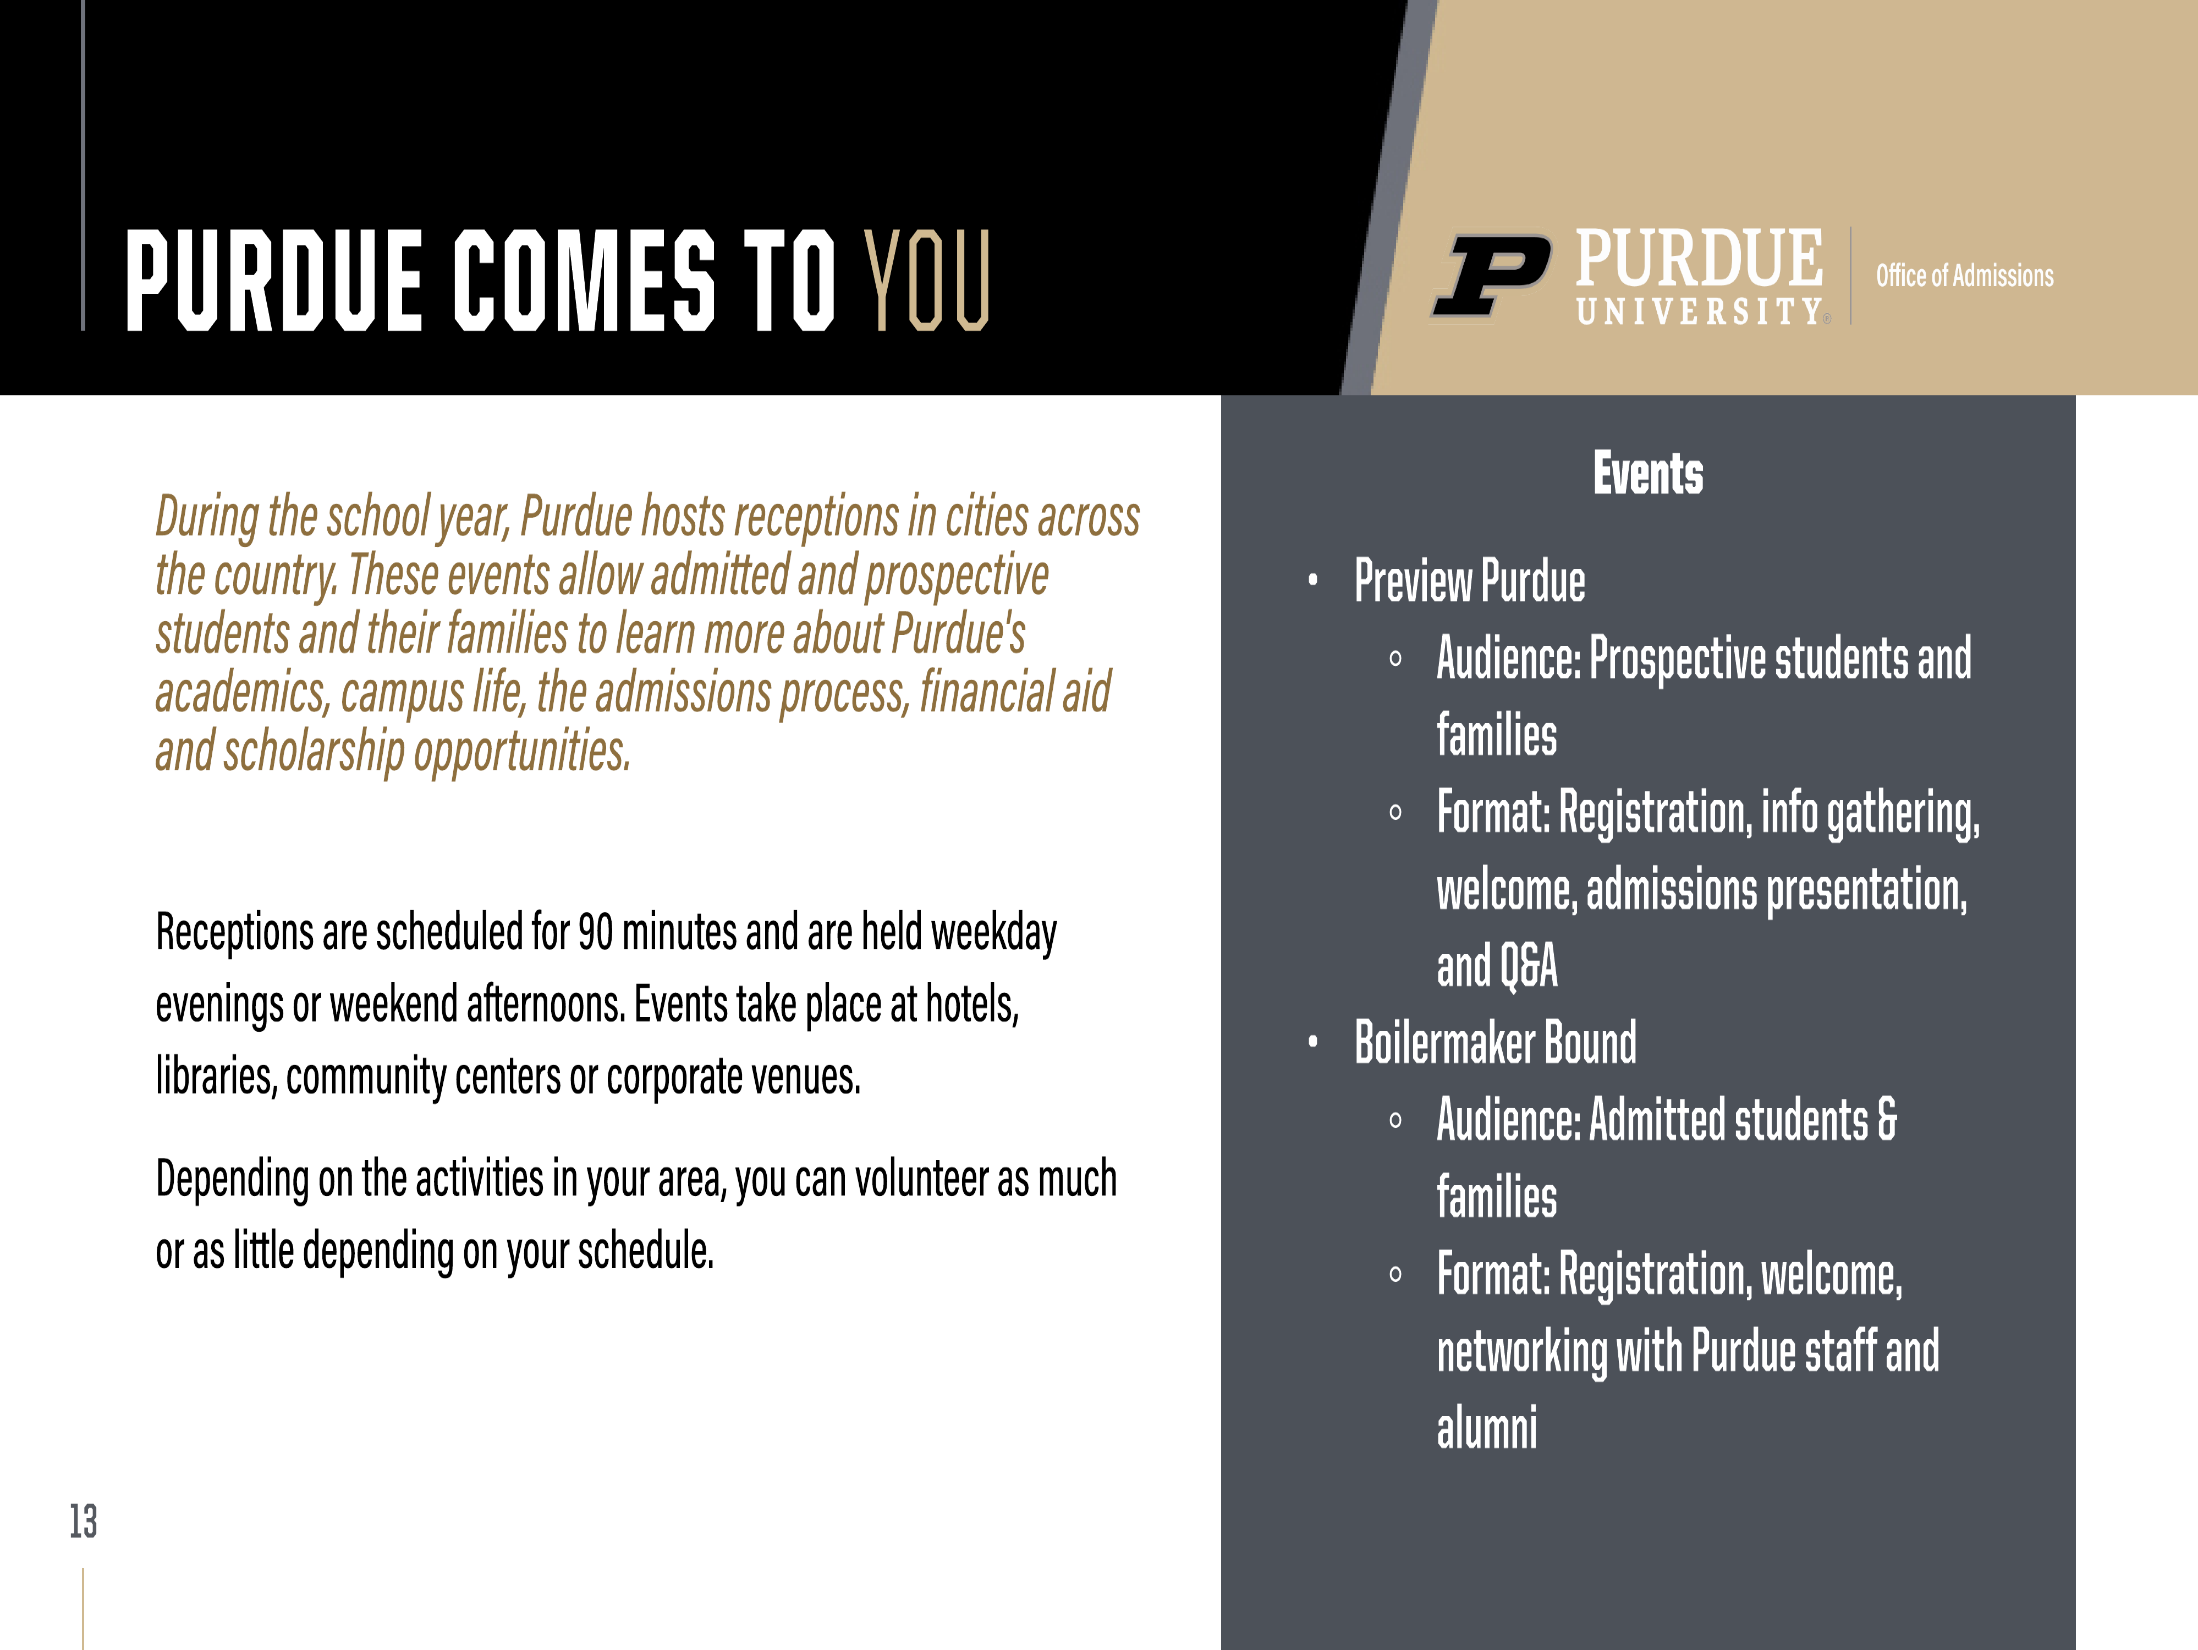 PURDUE COMES TO YOU
P PURDUE
UNIVERSITY®
Office of Admissions
During the school year, Purdue hosts receptions in cities across
the country. These events allow admitted and prospective
students and their families to learn more about Purdue's
academics, campus life, the admissions process, financial aid
and scholarship opportunities.
Receptions are scheduled for 90 minutes and are held weekday
evenings or weekend afternoons. Events take place at hotels,
libraries, community centers or corporate venues.
Depending on the activities in your area, you can volunteer as much
or as little depending on your schedule.
Events
• Preview Purdue
◦ Audience: Prospective students and
families
◦ Format: Registration, info gathering,
welcome, admissions presentation,
and Q&A
• Boilermaker Bound
◦ Audience: Admitted students &
families
◦ Format: Registration, welcome,
networking with Purdue staff and
alumni
13